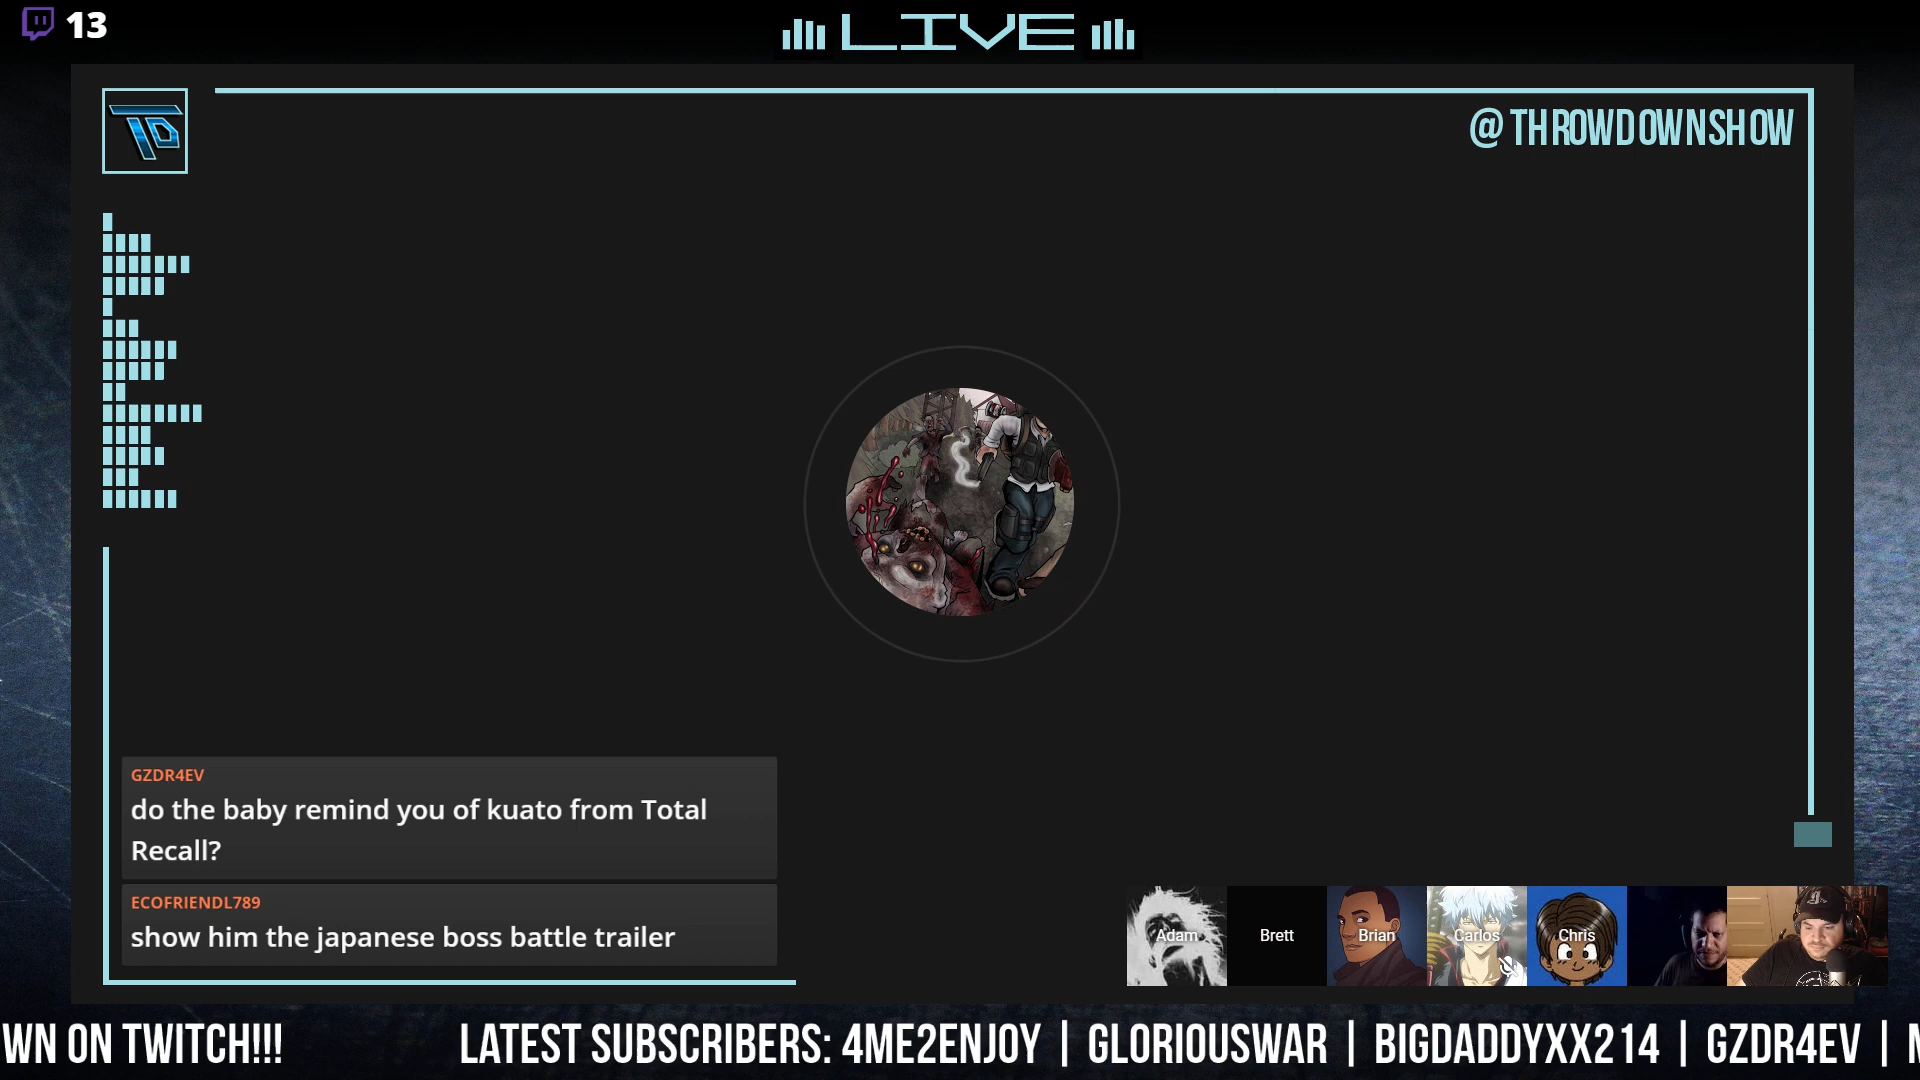 13
LIVE
TD
@THROWDOWNSHOW
GZDR4EV
do the baby remind you of kuato from Total
Recall?
ECOFRIENDL789
show him the japanese boss battle trailer
Adam
Brett
Brian
Carlos
Chris
WN ON TWITCH!!! LATEST SUBSCRIBERS: 4ME2ENJOY | GLORIOUSWAR | BIGDADDYXX214 | GZDR4EV |